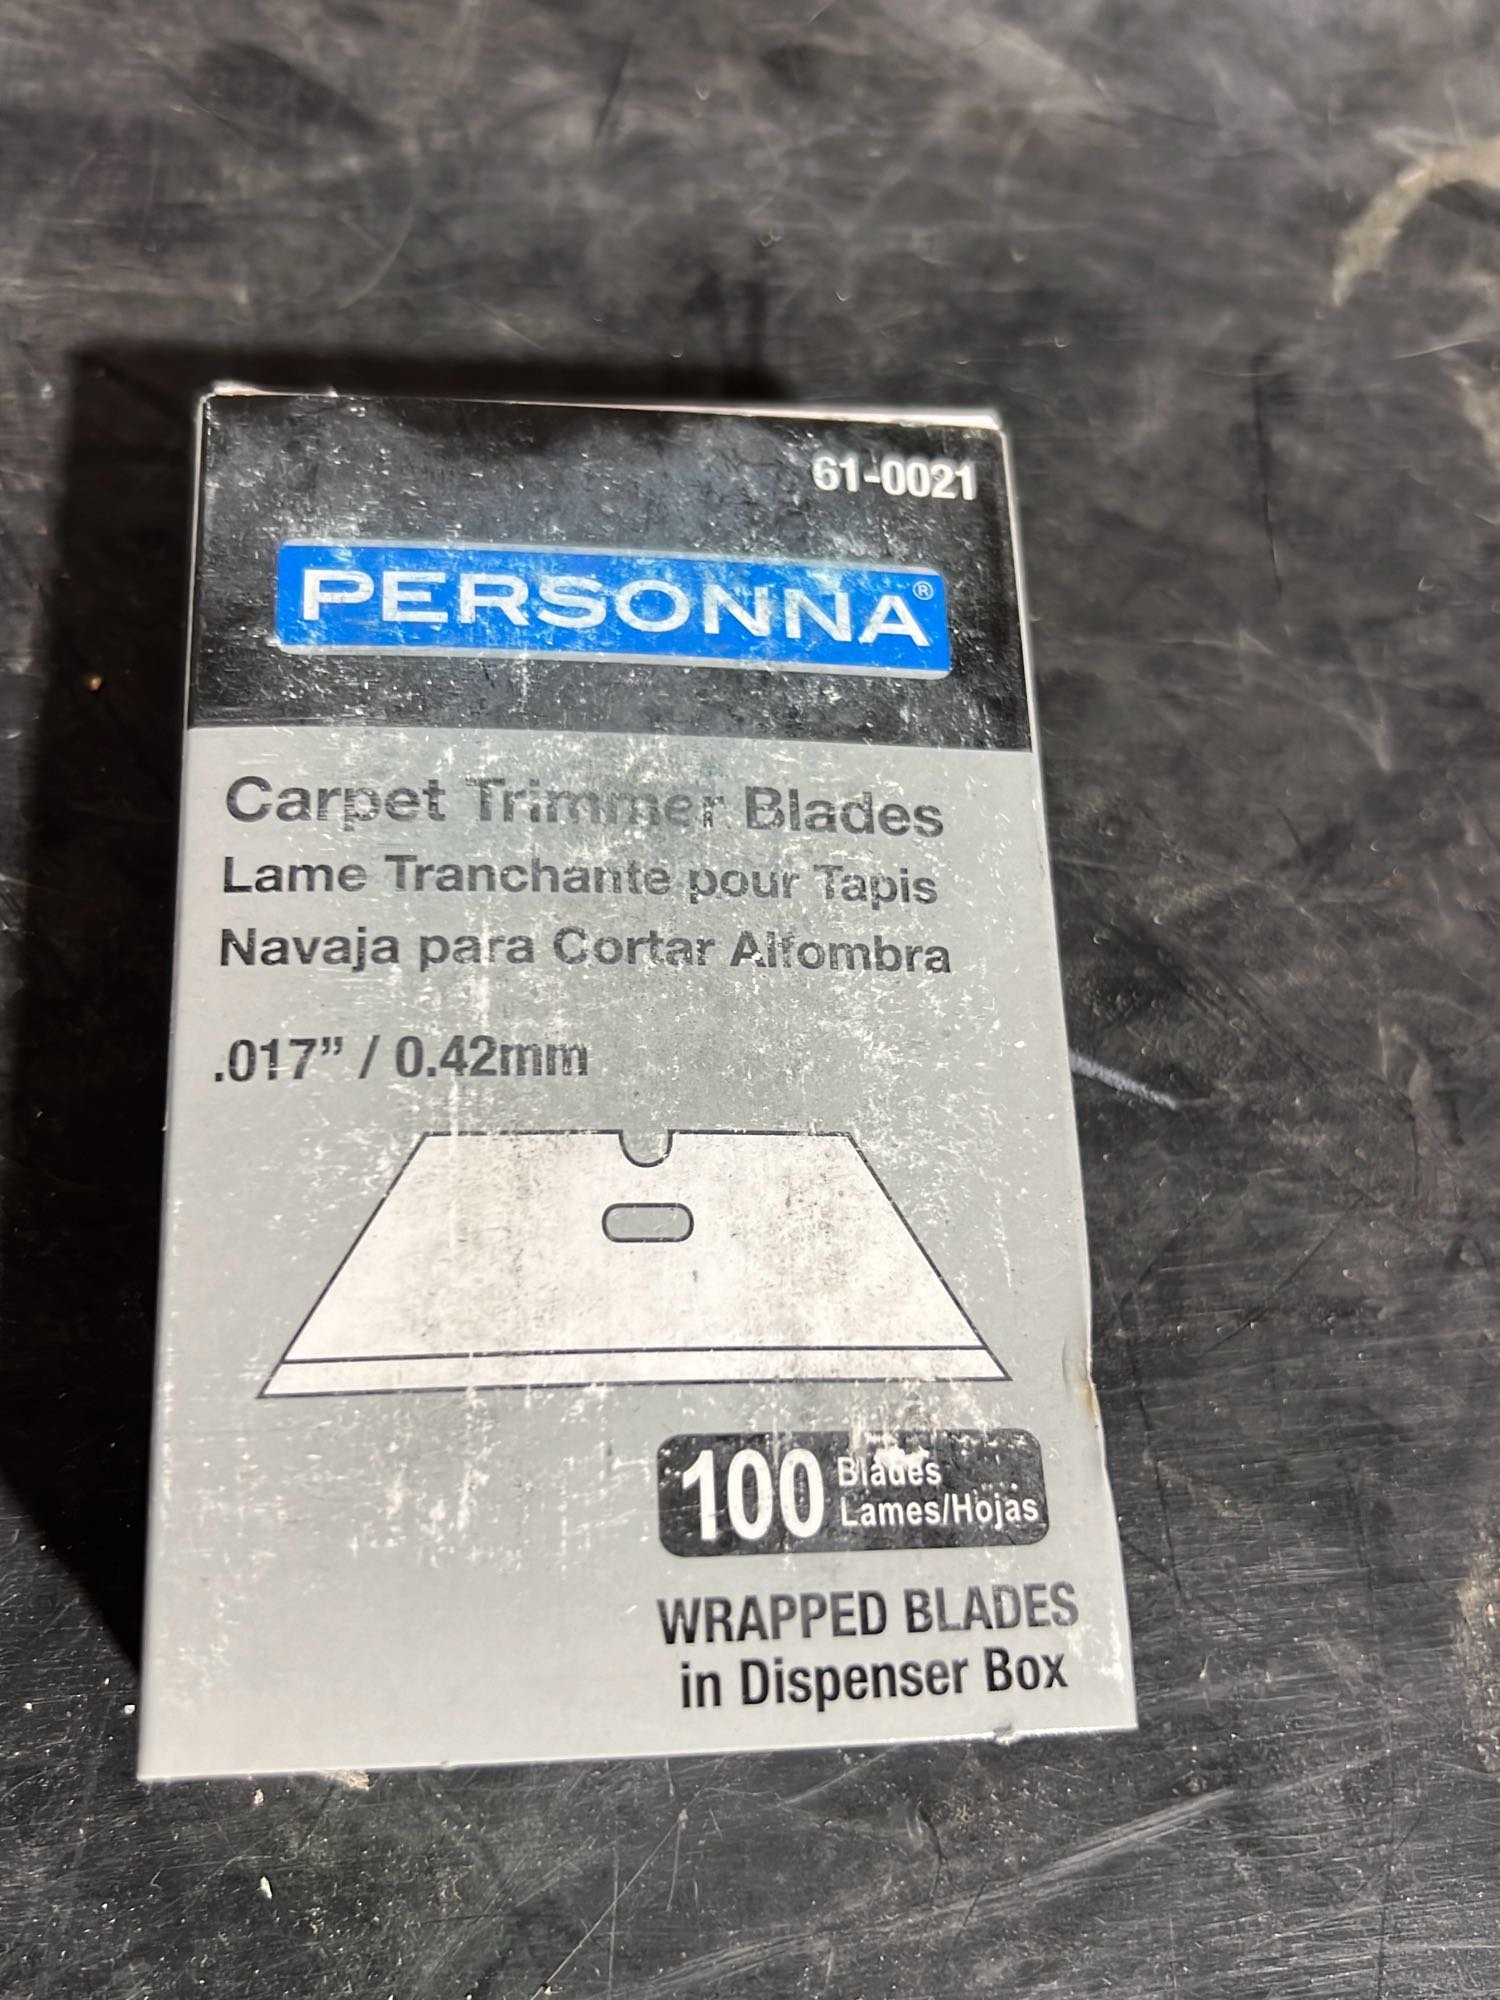 61-0021
PERSONNA®
Carpet Trimmer Blades
Lame Tranchante pour Tapis
Navaja para Cortar Alfombra
.017” / 0.42mm
100 Blades
Lames/Hojas
WRAPPED BLADES
in Dispenser Box